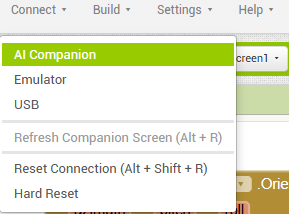 Connect Build Settings Help
AI Companion
creen1
Emulator
USB
Refresh Companion Screen (Alt + R)
Reset Connection (Alt + Shift + R)
.Orie
Hard Reset